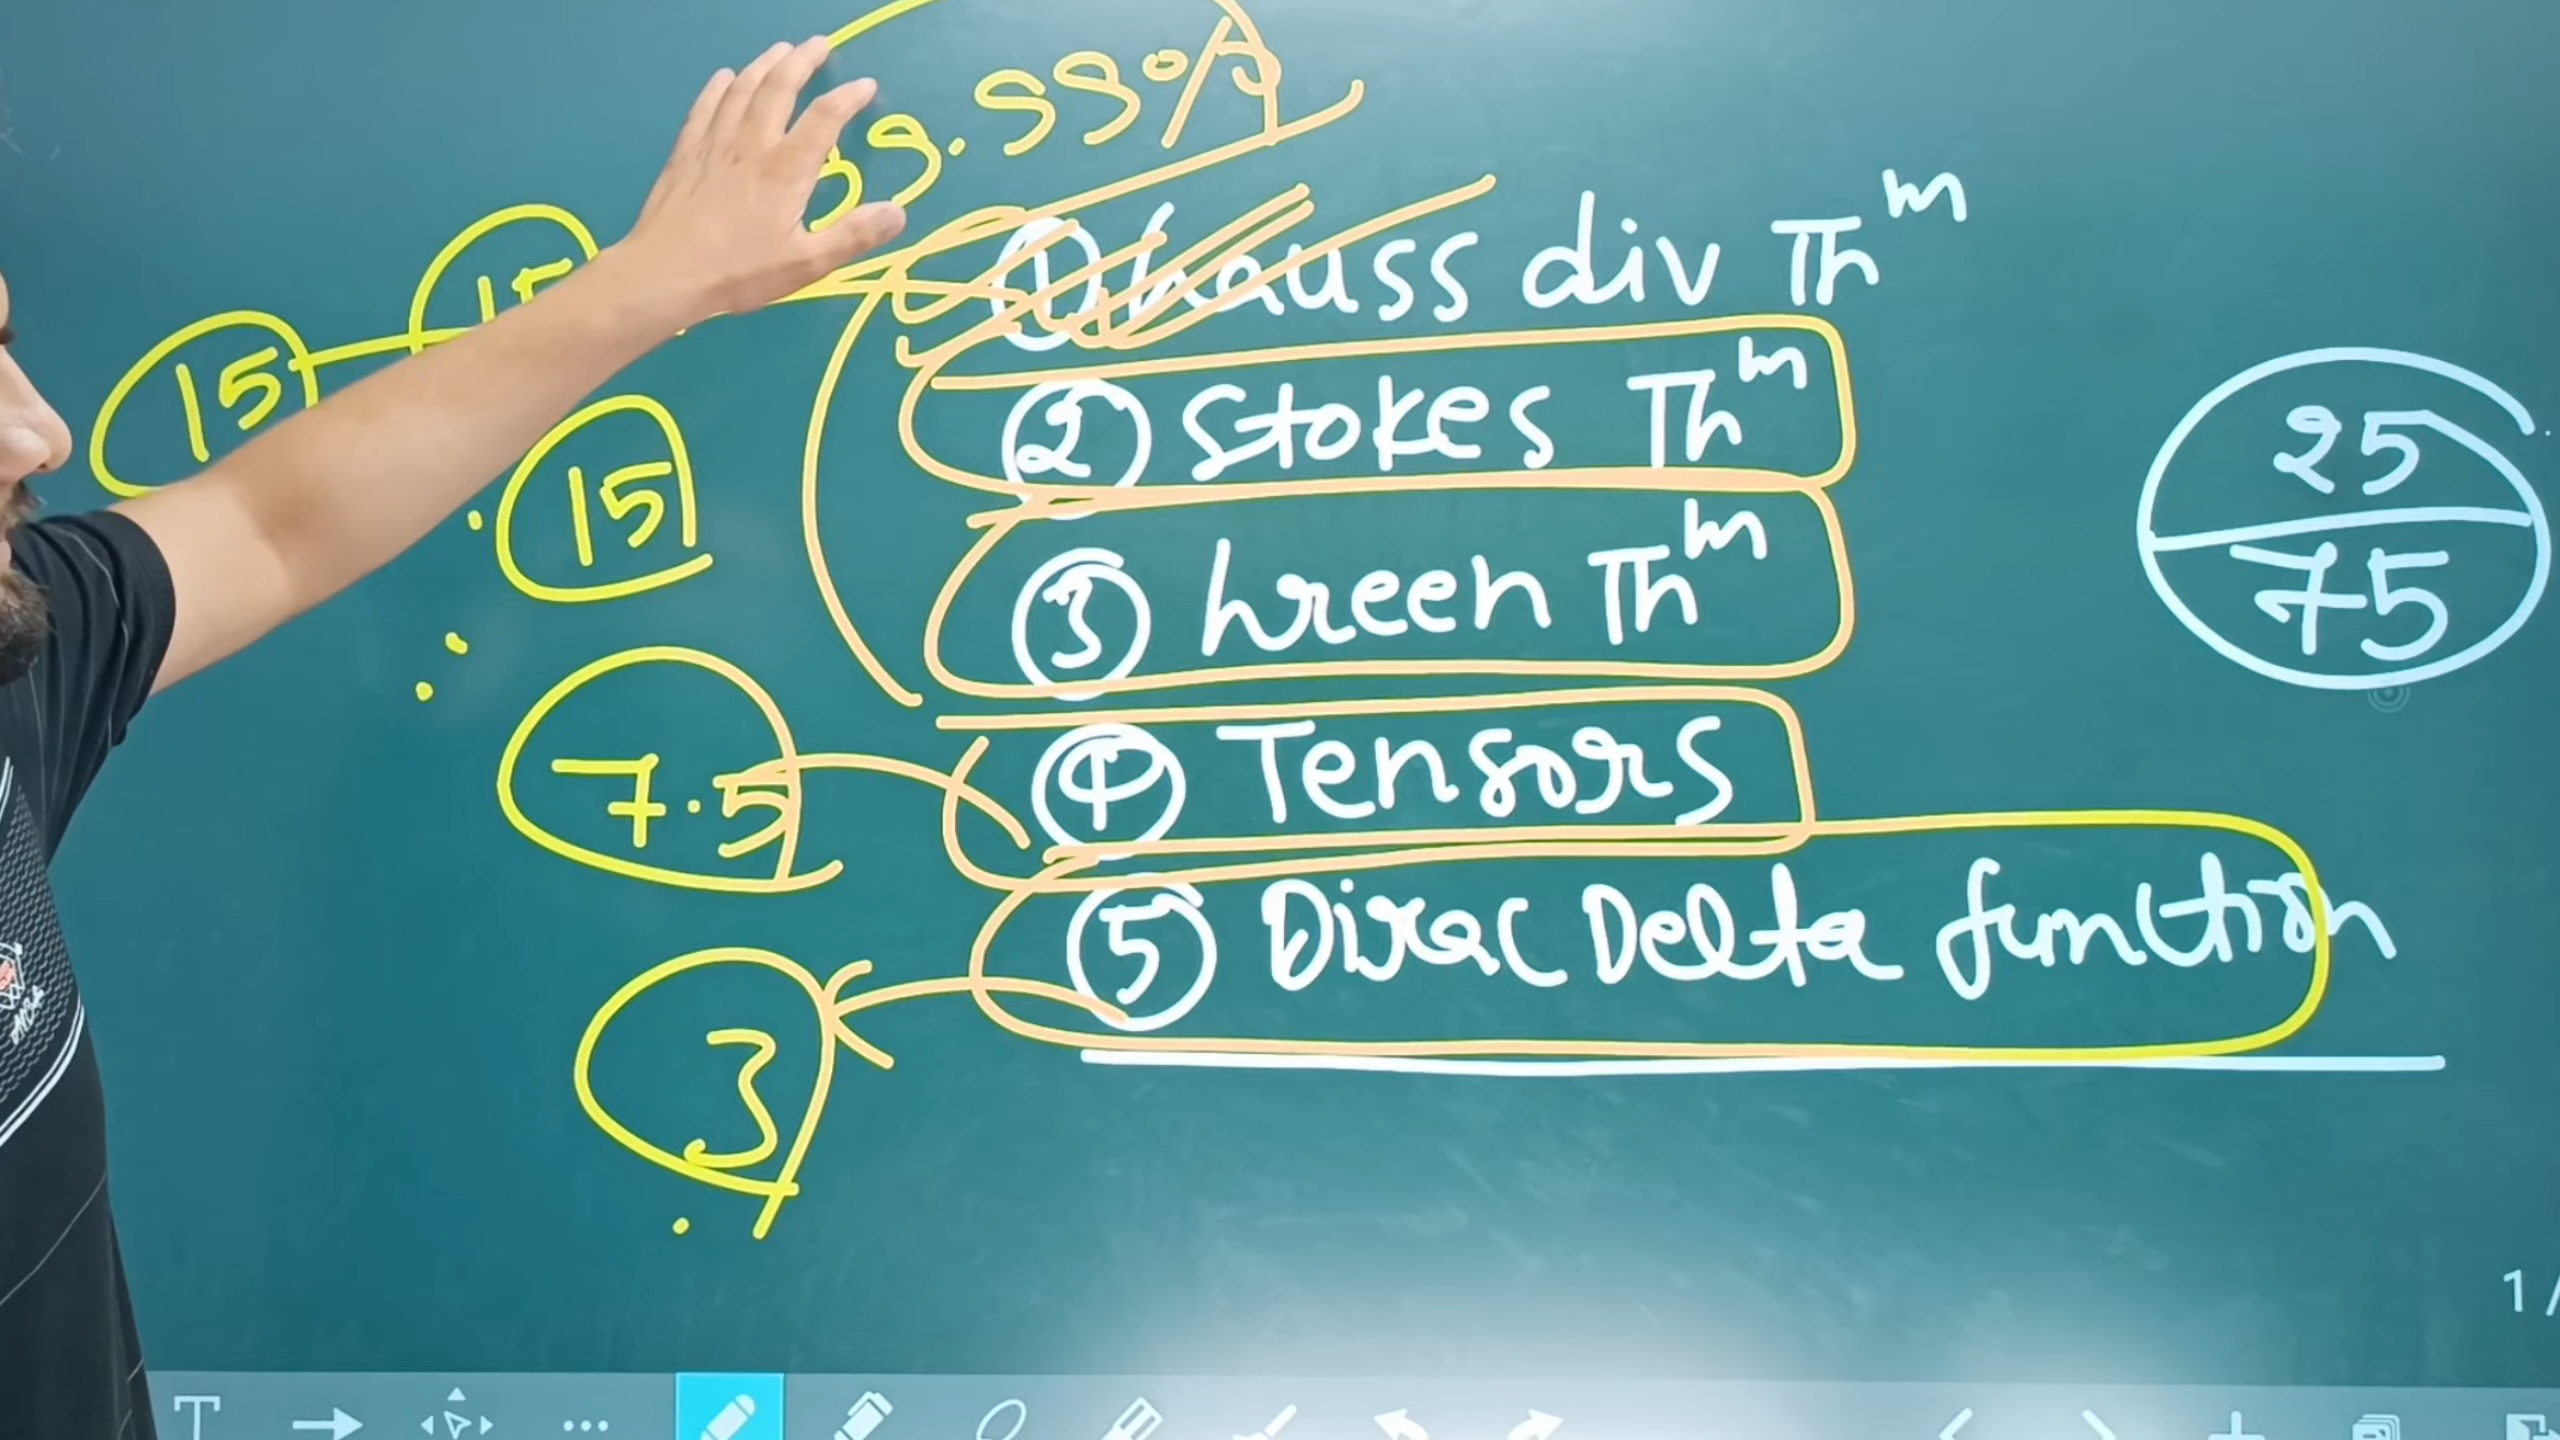 99.99%
① Gauss div Thᵐ
15
15
② Stokes Thᵐ
15
③ Green Thᵐ
25
75
④ Tensors
7.5
⑤ Dirac Delta function
3
1/
T